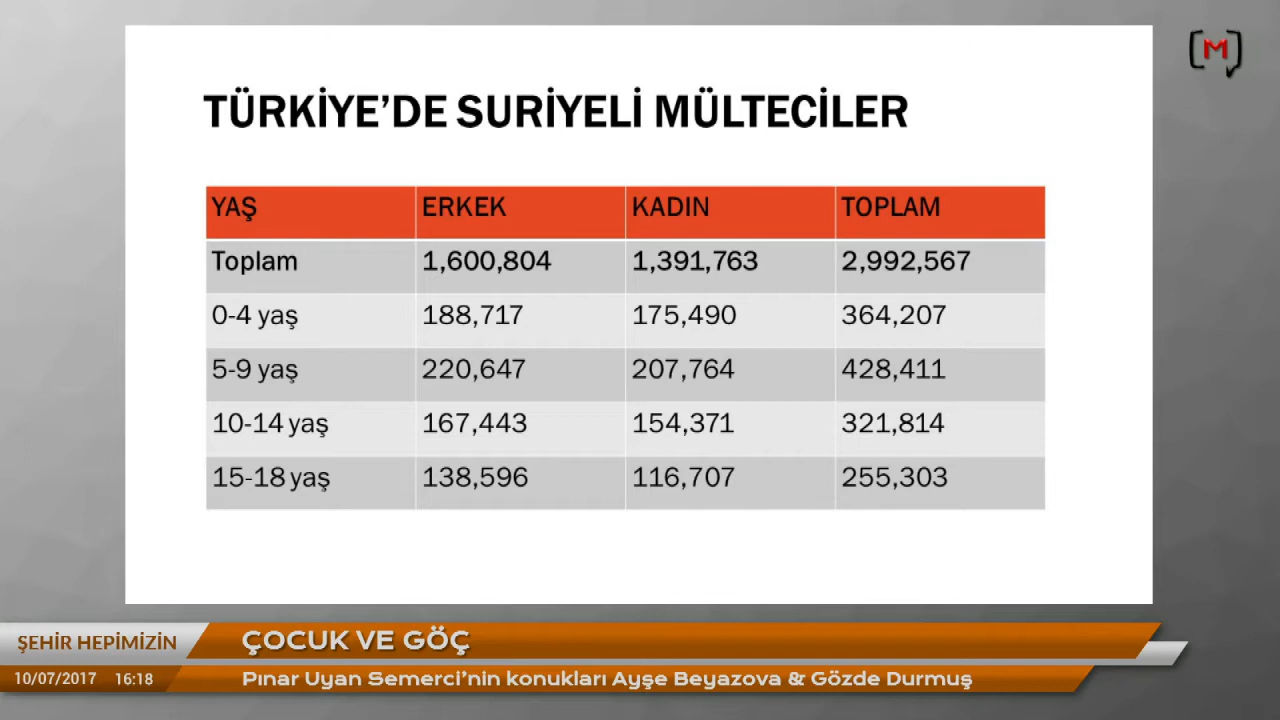 TÜRKİYE’DE SURİYELİ MÜLTECİLER
YAŞ ERKEK KADIN TOPLAM
Toplam 1,600,804 1,391,763 2,992,567
0-4 yaş 188,717 175,490 364,207
5-9 yaş 220,647 207,764 428,411
10-14 yaş 167,443 154,371 321,814
15-18 yaş 138,596 116,707 255,303
M
ŞEHİR HEPİMİZİN
ÇOCUK VE GÖÇ
10/07/2017 16:18
Pınar Uyan Semerci’nin konukları Ayşe Beyazova & Gözde Durmuş